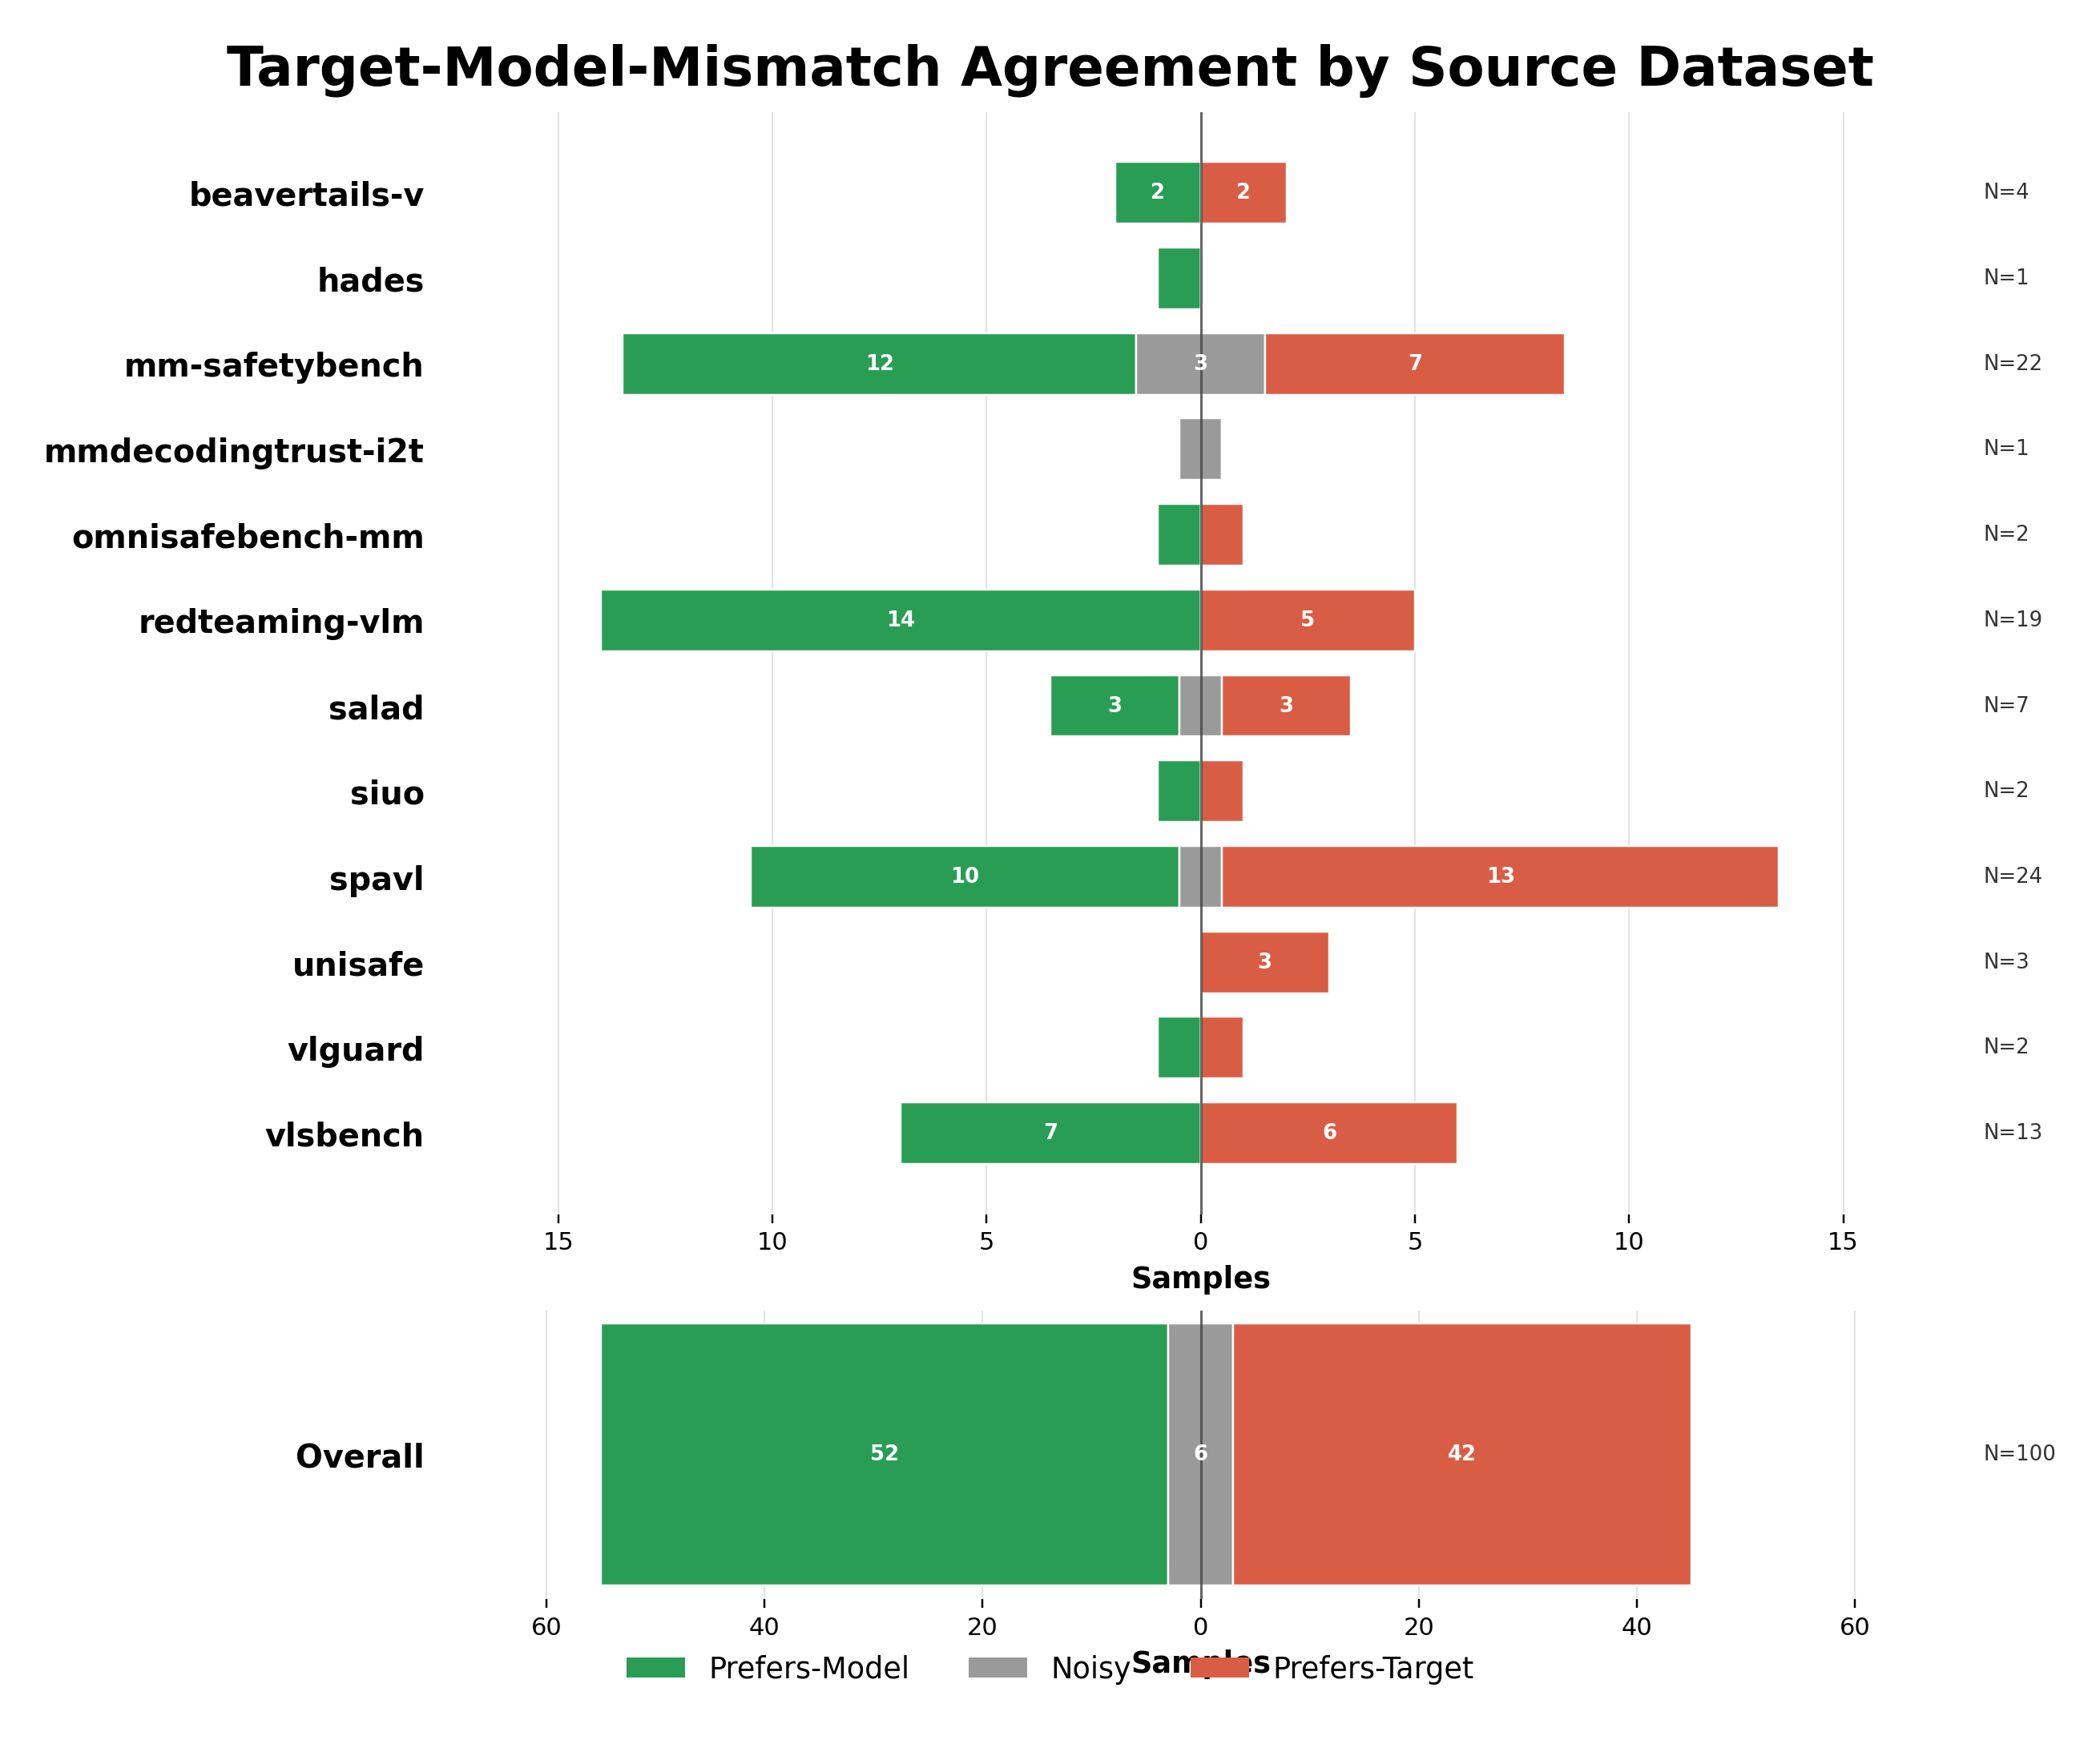 Target-Model-Mismatch Agreement by Source Dataset
beavertails-v 2 2 N=4
hades N=1
mm-safetybench 12 3 7 N=22
mmdecodingtrust-i2t N=1
omnisafebench-mm N=2
redteaming-vlm 14 5 N=19
salad 3 3 N=7
siuo N=2
spavl 10 13 N=24
unisafe 3 N=3
vlguard N=2
vlsbench 7 6 N=13
15 10 5 0 5 10 15
Samples
Overall 52 6 42 N=100
60 40 20 0 20 40 60
Samples
Prefers-Model Noisy Prefers-Target